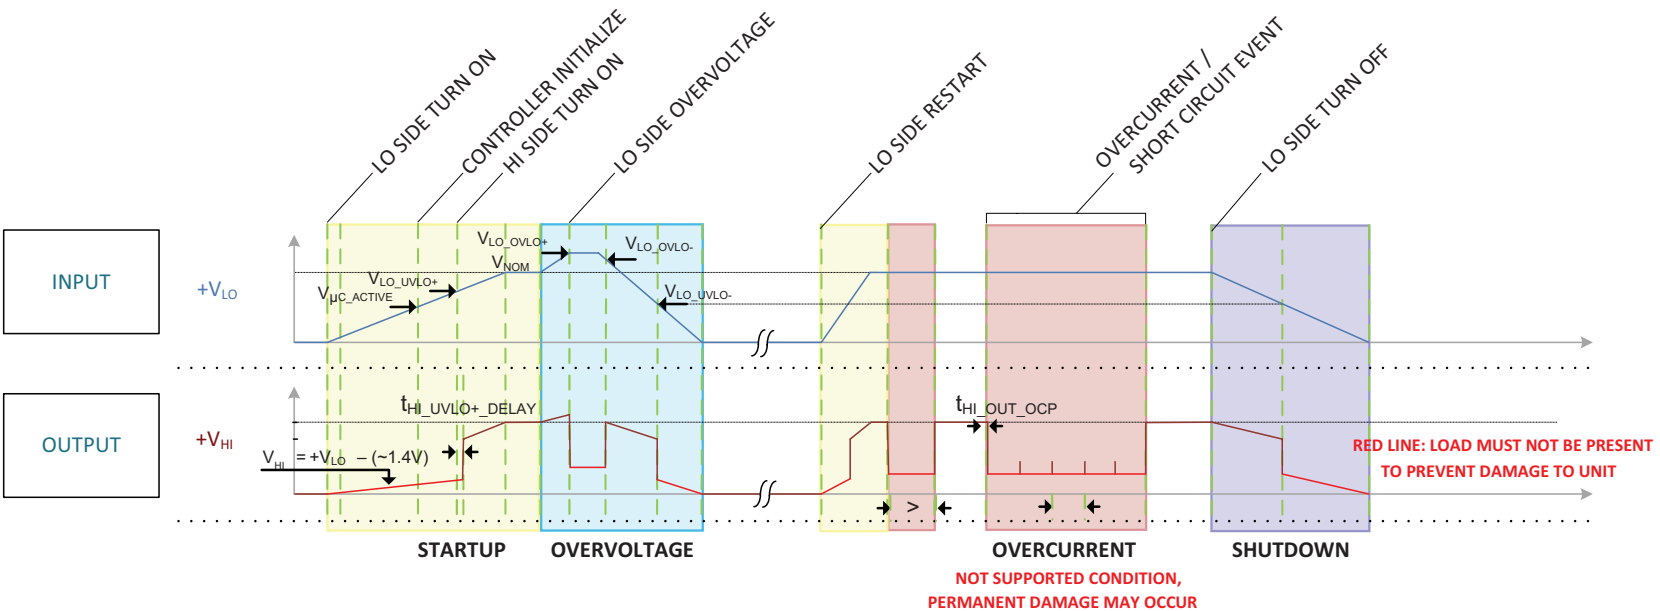 LO SIDE TURN ON
CONTROLLER INITIALIZE
HI SIDE TURN ON
LO SIDE OVERVOLTAGE
LO SIDE RESTART
OVERCURRENT /
SHORT CIRCUIT EVENT
LO SIDE TURN OFF
INPUT
+VLO
VµC_ACTIVE
VLO_UVLO+
VNOM
VLO_OVLO+
VLO_OVLO-
VLO_UVLO-
OUTPUT
+VHI
VHI = +VLO – (~1.4V)
tHI_UVLO+_DELAY
tHI_OUT_OCP
>
RED LINE: LOAD MUST NOT BE PRESENT
TO PREVENT DAMAGE TO UNIT
STARTUP
OVERVOLTAGE
OVERCURRENT
SHUTDOWN
NOT SUPPORTED CONDITION,
PERMANENT DAMAGE MAY OCCUR